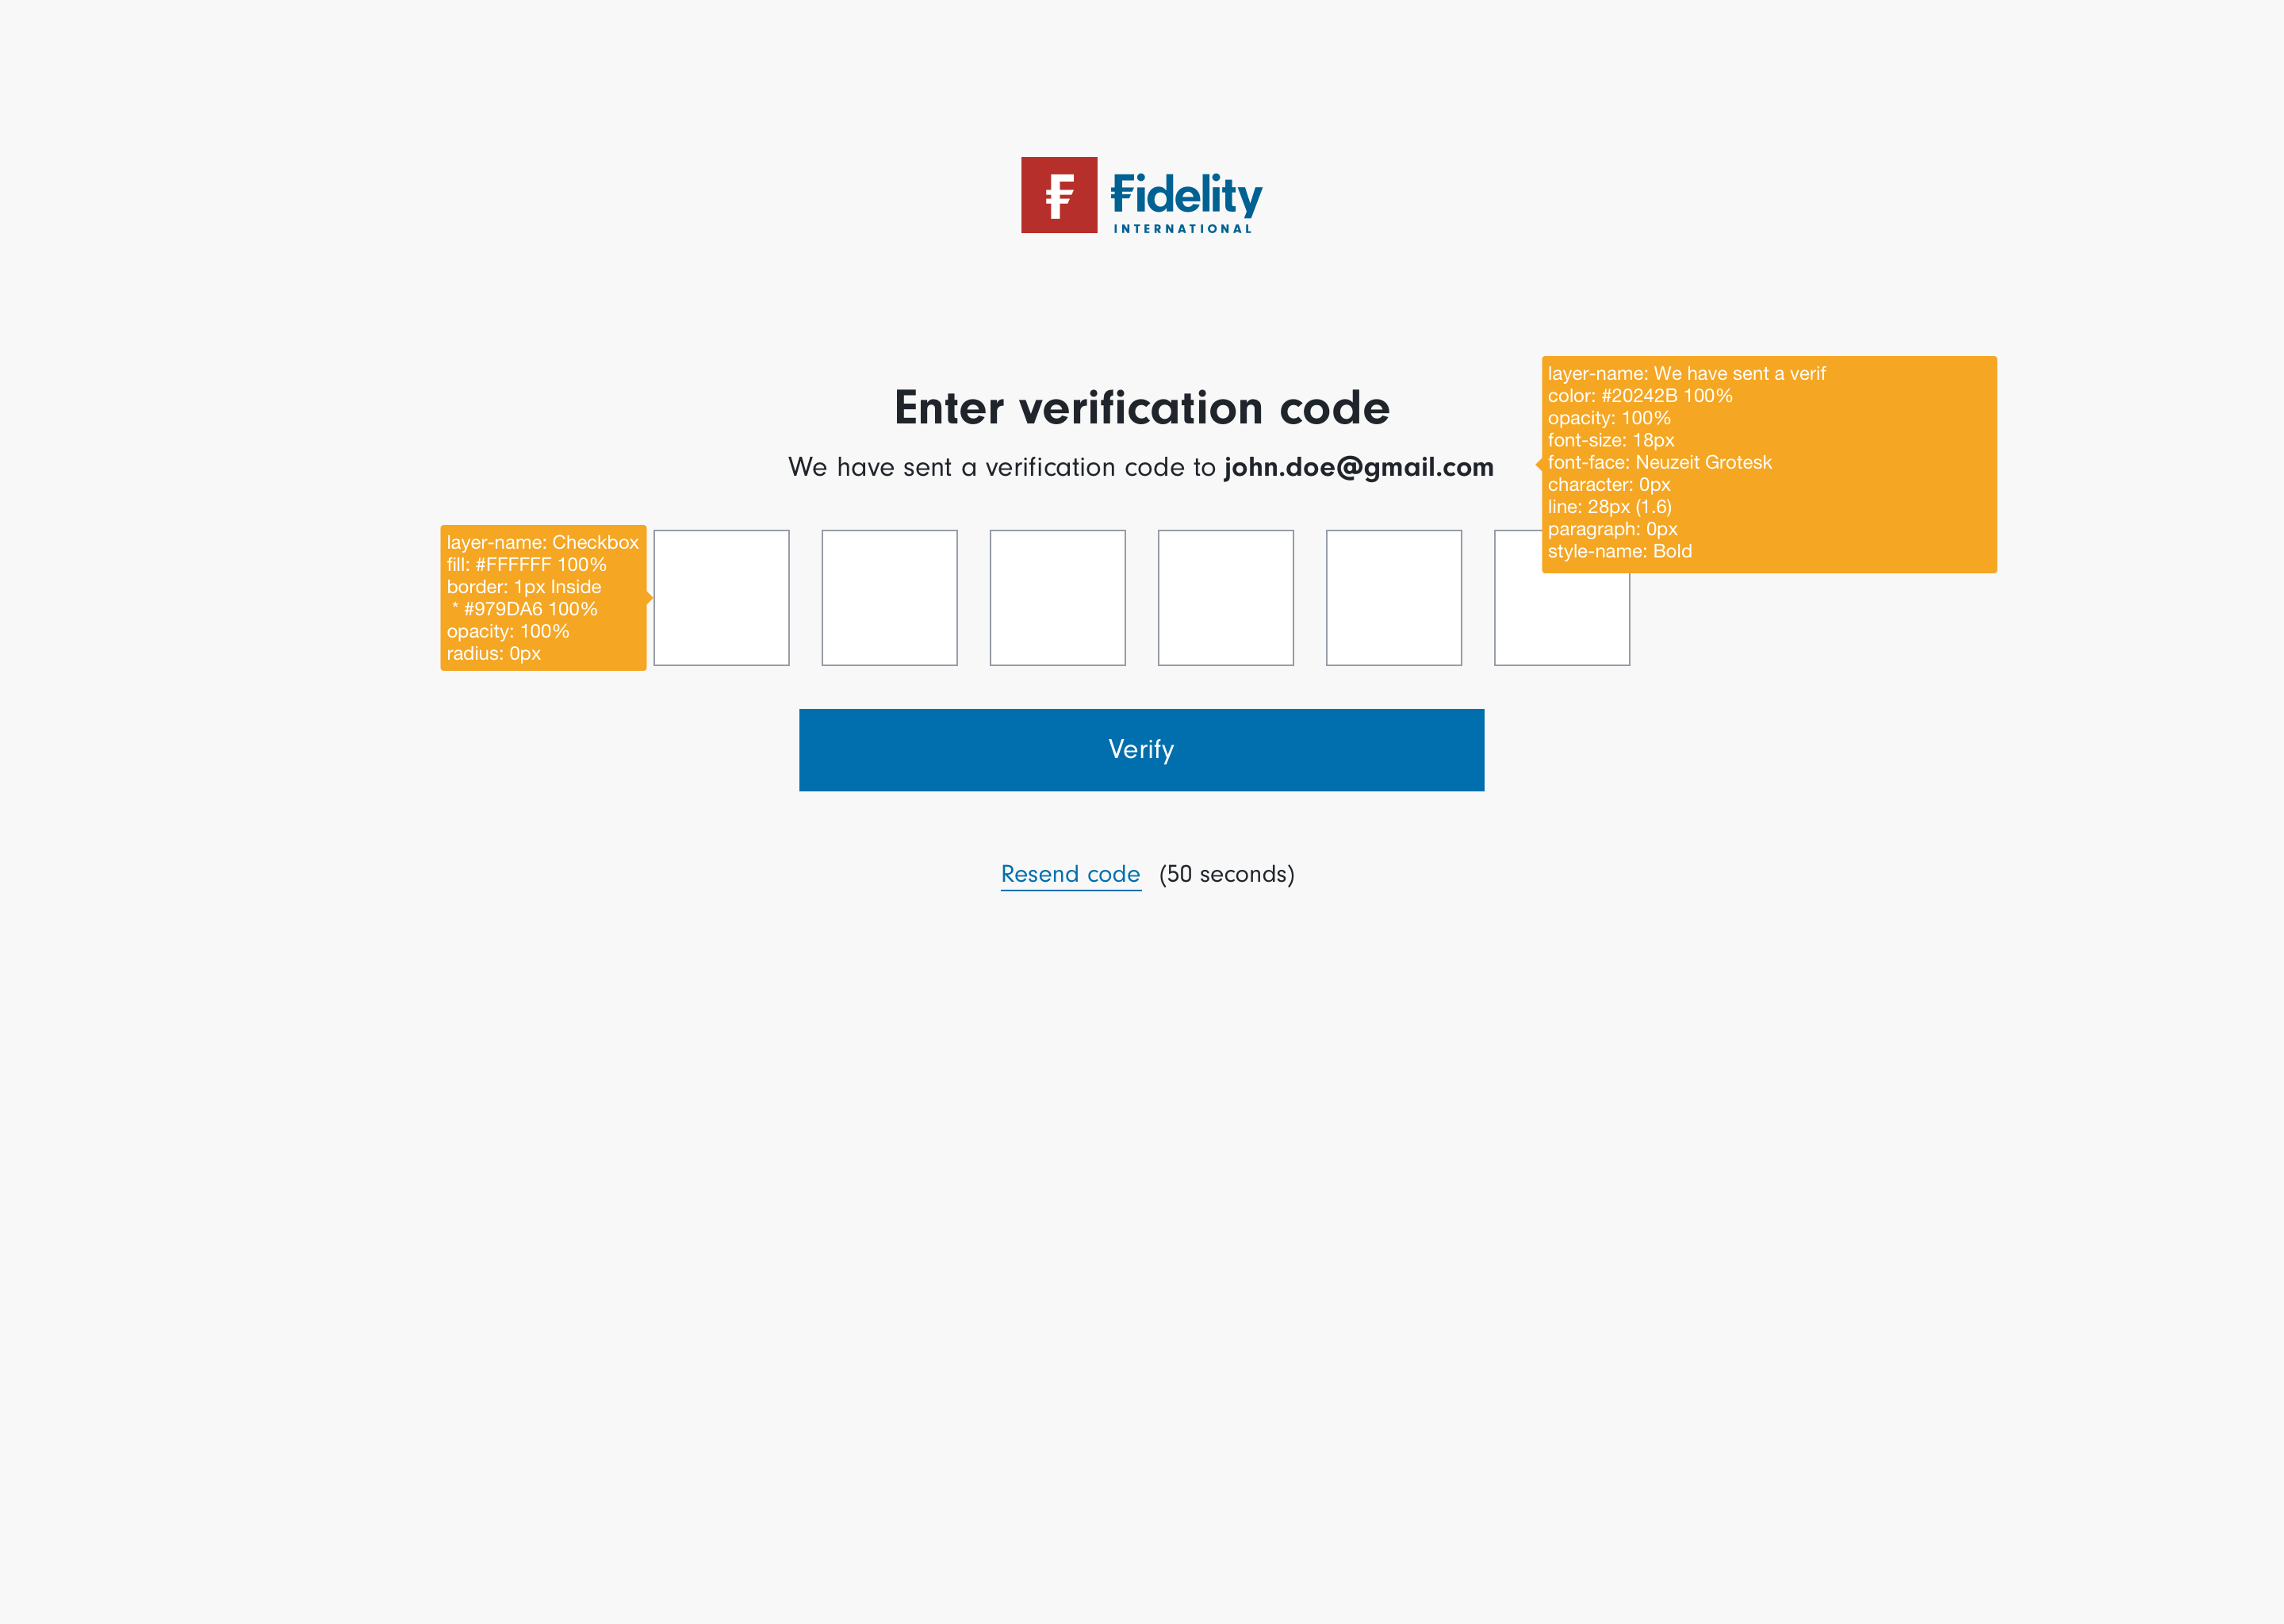 F Fidelity
INTERNATIONAL
Enter verification code
We have sent a verification code to john.doe@gmail.com
layer-name: We have sent a verif
color: #20242B 100%
opacity: 100%
font-size: 18px
font-face: Neuzeit Grotesk
character: 0px
line: 28px (1.6)
paragraph: 0px
style-name: Bold
layer-name: Checkbox
fill: #FFFFFF 100%
border: 1px Inside
* #979DA6 100%
opacity: 100%
radius: 0px
Verify
Resend code (50 seconds)